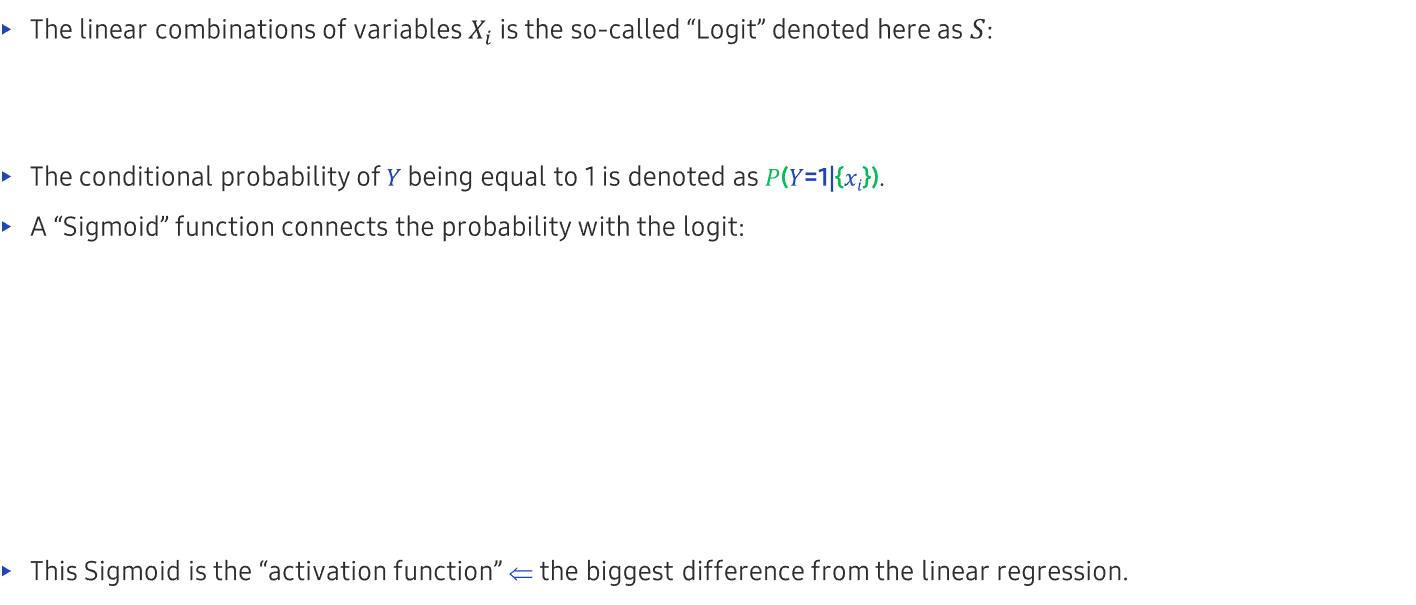 ▸ The linear combinations of variables Xᵢ is the so-called “Logit” denoted here as S:
▸ The conditional probability of Y being equal to 1 is denoted as P(Y=1|{xᵢ}).
▸ A “Sigmoid” function connects the probability with the logit:
▸ This Sigmoid is the “activation function” ⇐ the biggest difference from the linear regression.